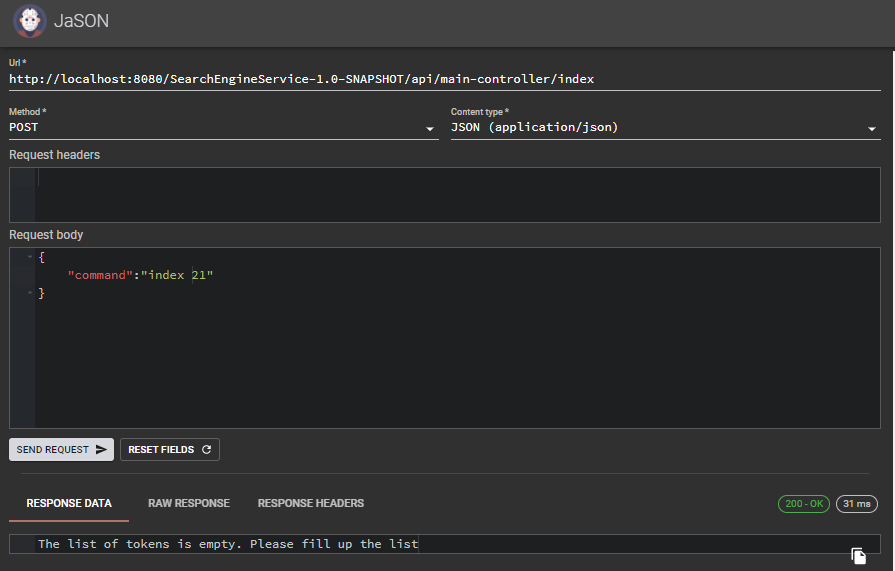 JaSON
Url *
http://localhost:8080/SearchEngineService-1.0-SNAPSHOT/api/main-controller/index
Method * Content type *
POST JSON (application/json)
Request headers
Request body
{
"command":"index 21"
}
SEND REQUEST RESET FIELDS
RESPONSE DATA RAW RESPONSE RESPONSE HEADERS 200 - OK 31 ms
The list of tokens is empty. Please fill up the list